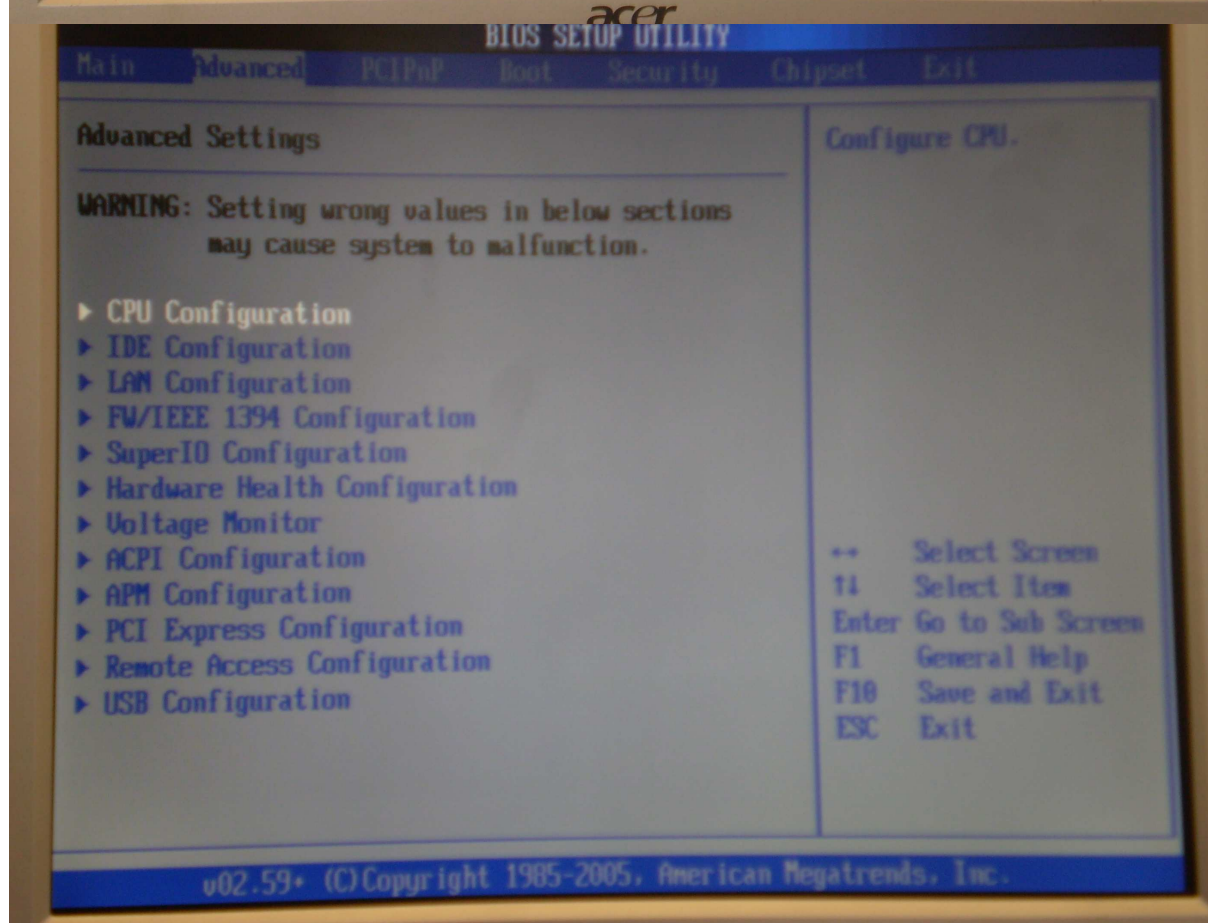 acer
BIOS SETUP UTILITY
Main Advanced PCIPnP Boot Security Chipset Exit
Advanced Settings
WARNING: Setting wrong values in below sections
may cause system to malfunction.
▶ CPU Configuration
▶ IDE Configuration
▶ LAN Configuration
▶ FW/IEEE 1394 Configuration
▶ SuperIO Configuration
▶ Hardware Health Configuration
▶ Voltage Monitor
▶ ACPI Configuration
▶ APM Configuration
▶ PCI Express Configuration
▶ Remote Access Configuration
▶ USB Configuration
Configure CPU.
↔ Select Screen
↑↓ Select Item
Enter Go to Sub Screen
F1 General Help
F10 Save and Exit
ESC Exit
v02.59+ (C)Copyright 1985-2005, American Megatrends, Inc.